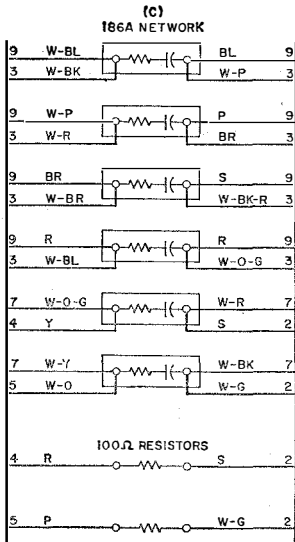 (C)
186A NETWORK
9 W-BL BL 9
3 W-BK W-P 3
9 W-P P 9
3 W-R BR 3
9 BR S 9
3 W-BR W-BK-R 3
9 R R 9
3 W-BL W-O-G 3
7 W-O-G W-R 7
4 Y S 2
7 W-Y W-BK 7
5 W-O W-G 2
100Ω RESISTORS
4 R S 2
5 P W-G 2